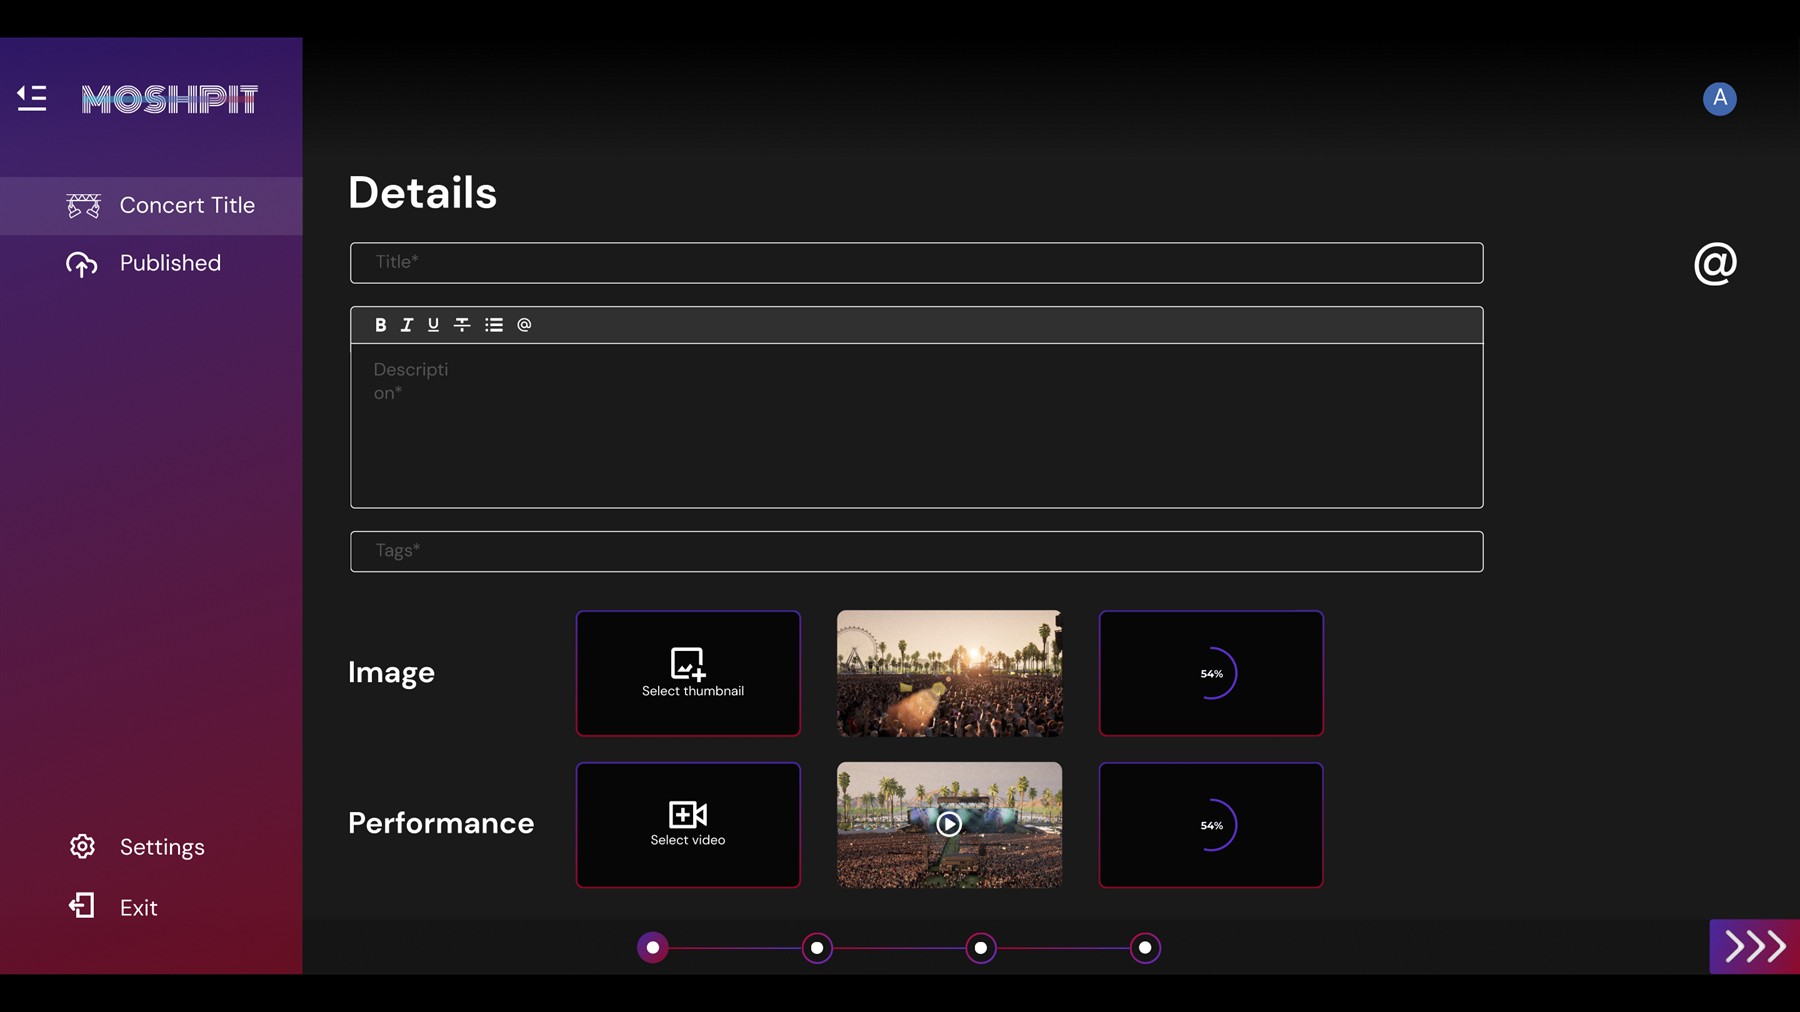 MOSHPIT
A
Concert Title
Published
Details
Title*
@
B I U T @
Descripti
on*
Tags*
Image
Select thumbnail
54%
Performance
Select video
54%
Settings
Exit